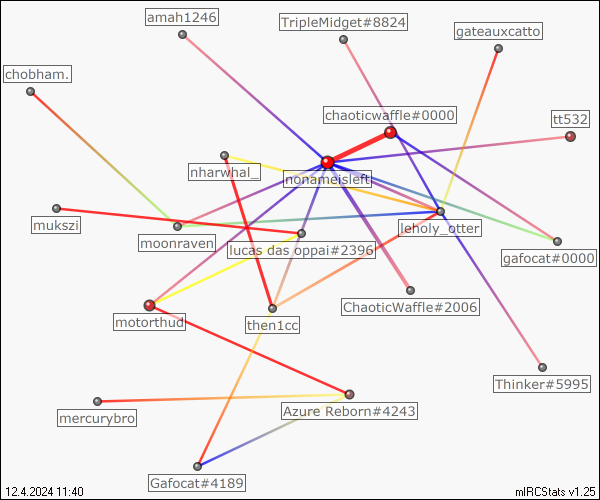 amah1246
TripleMidget#8824
gateauxcatto
chobham.
chaoticwaffle#0000
tt532
nharwhal_
nonameisleft
mukszi
moonraven
lucas das oppai#2396
leholy_otter
gafocat#0000
motorthud
then1cc
ChaoticWaffle#2006
Thinker#5995
mercurybro
Azure Reborn#4243
Gafocat#4189
12.4.2024 11:40
mIRCStats v1.25